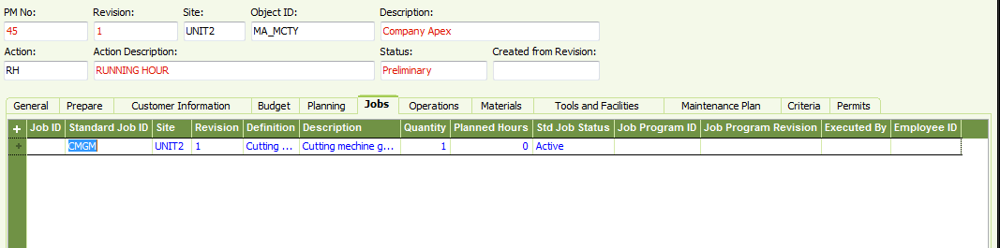 PM No: Revision: Site: Object ID: Description:
45 1 UNIT2 MA_MCTY Company Apex
Action: Action Description: Status: Created from Revision:
RH RUNNING HOUR Preliminary
General Prepare Customer Information Budget Planning Jobs Operations Materials Tools and Facilities Maintenance Plan Criteria Permits
+ Job ID Standard Job ID Site Revision Definition Description Quantity Planned Hours Std Job Status Job Program ID Job Program Revision Executed By Employee ID
+ CMGM UNIT2 1 Cutting ... Cutting mechine g... 1 0 Active